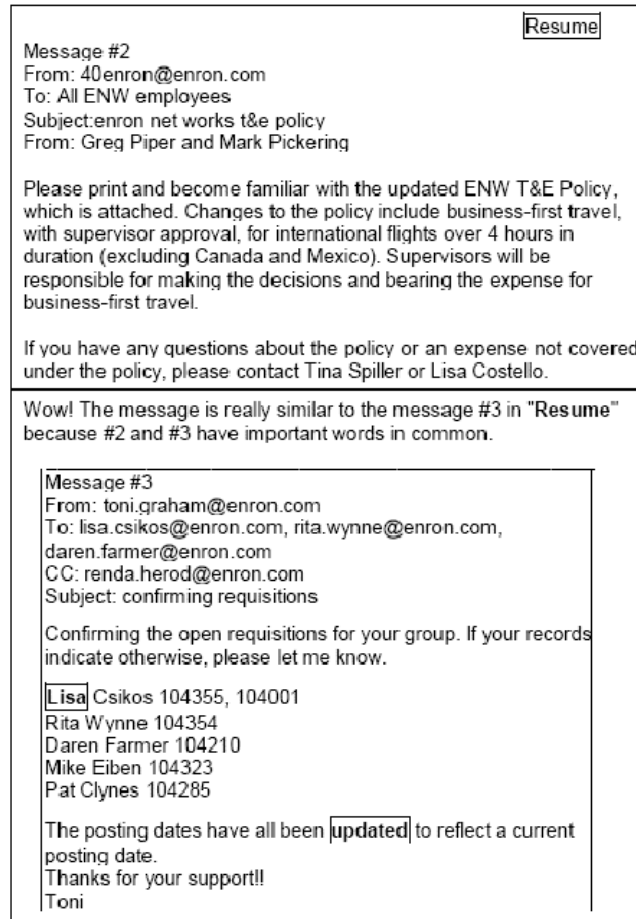 Resume
Message #2
From: 40enron@enron.com
To: All ENW employees
Subject:enron net works t&e policy
From: Greg Piper and Mark Pickering
Please print and become familiar with the updated ENW T&E Policy,
which is attached. Changes to the policy include business-first travel,
with supervisor approval, for international flights over 4 hours in
duration (excluding Canada and Mexico). Supervisors will be
responsible for making the decisions and bearing the expense for
business-first travel.
If you have any questions about the policy or an expense not covered
under the policy, please contact Tina Spiller or Lisa Costello.
Wow! The message is really similar to the message #3 in "Resume"
because #2 and #3 have important words in common.
Message #3
From: toni.graham@enron.com
To: lisa.csikos@enron.com, rita.wynne@enron.com,
daren.farmer@enron.com
CC: renda.herod@enron.com
Subject: confirming requisitions
Confirming the open requisitions for your group. If your records
indicate otherwise, please let me know.
Lisa Csikos 104355, 104001
Rita Wynne 104354
Daren Farmer 104210
Mike Eiben 104323
Pat Clynes 104285
The posting dates have all been updated to reflect a current
posting date.
Thanks for your support!!
Toni